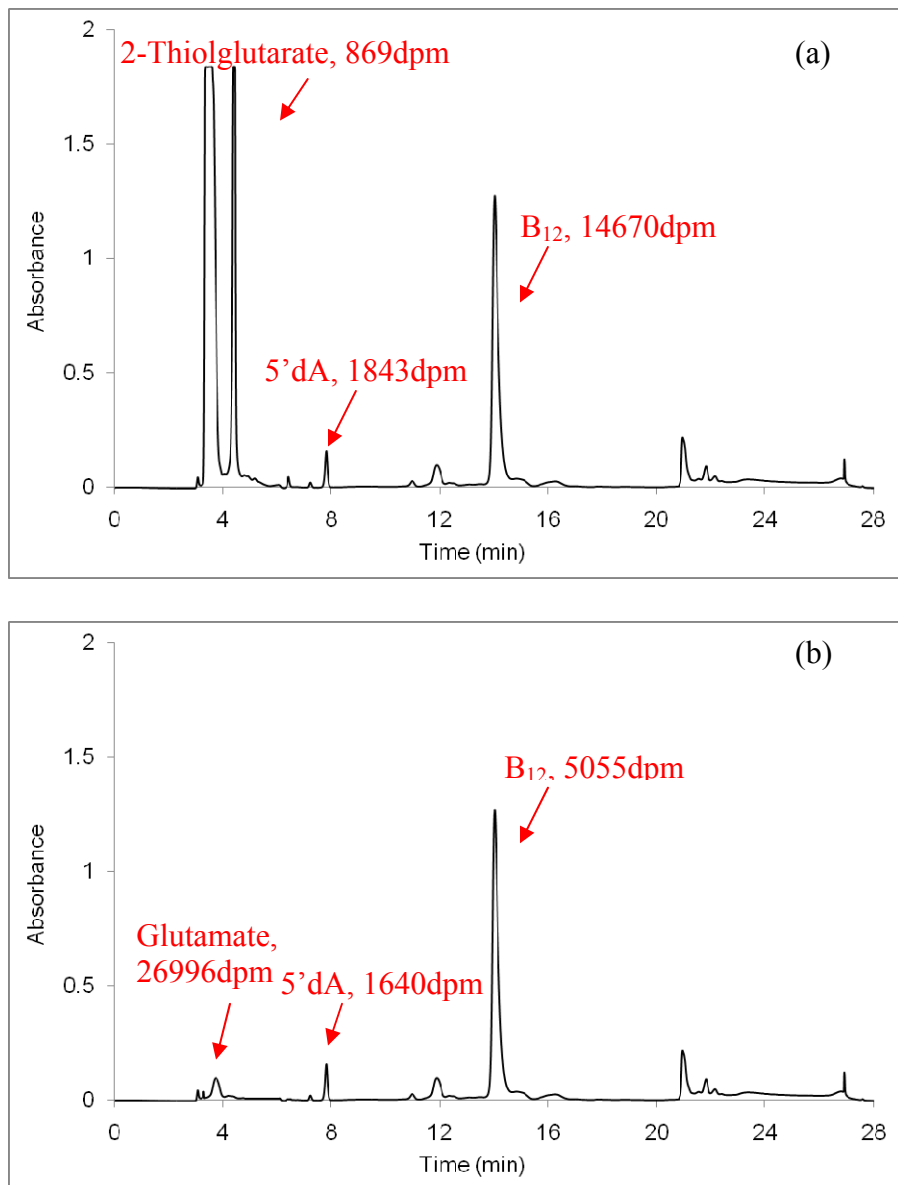 (a)
2
2-Thiolglutarate, 869dpm
1.5
B₁₂, 14670dpm
1
Absorbance
5'dA, 1843dpm
0.5
0
0 4 8 12 16 20 24 28
Time (min)
(b)
2
1.5
B₁₂, 5055dpm
1
Absorbance
Glutamate,
26996dpm
5'dA, 1640dpm
0.5
0
0 4 8 12 16 20 24 28
Time (min)